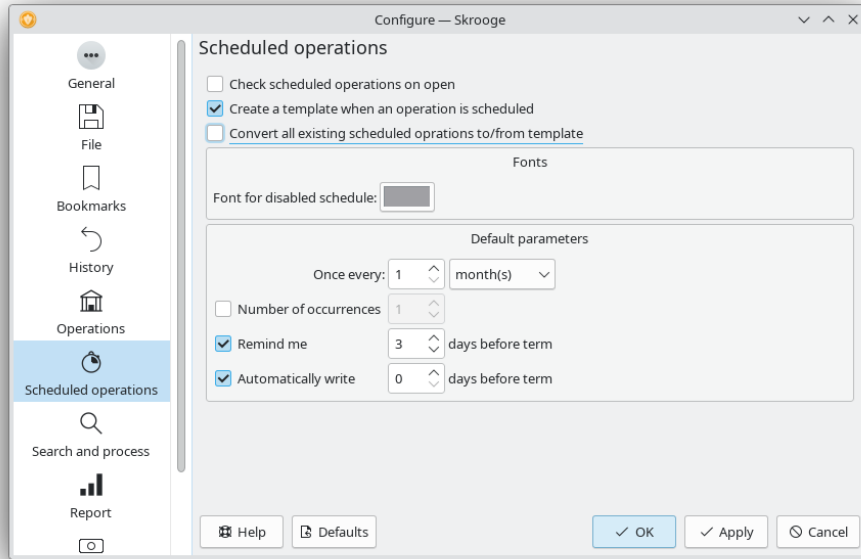 Configure — Skrooge
General
File
Bookmarks
History
Operations
Scheduled operations
Search and process
Report
Scheduled operations
Check scheduled operations on open
Create a template when an operation is scheduled
Convert all existing scheduled oprations to/from template
Fonts
Font for disabled schedule:
Default parameters
Once every: 1 month(s)
Number of occurrences 1
Remind me 3 days before term
Automatically write 0 days before term
Help Defaults OK Apply Cancel